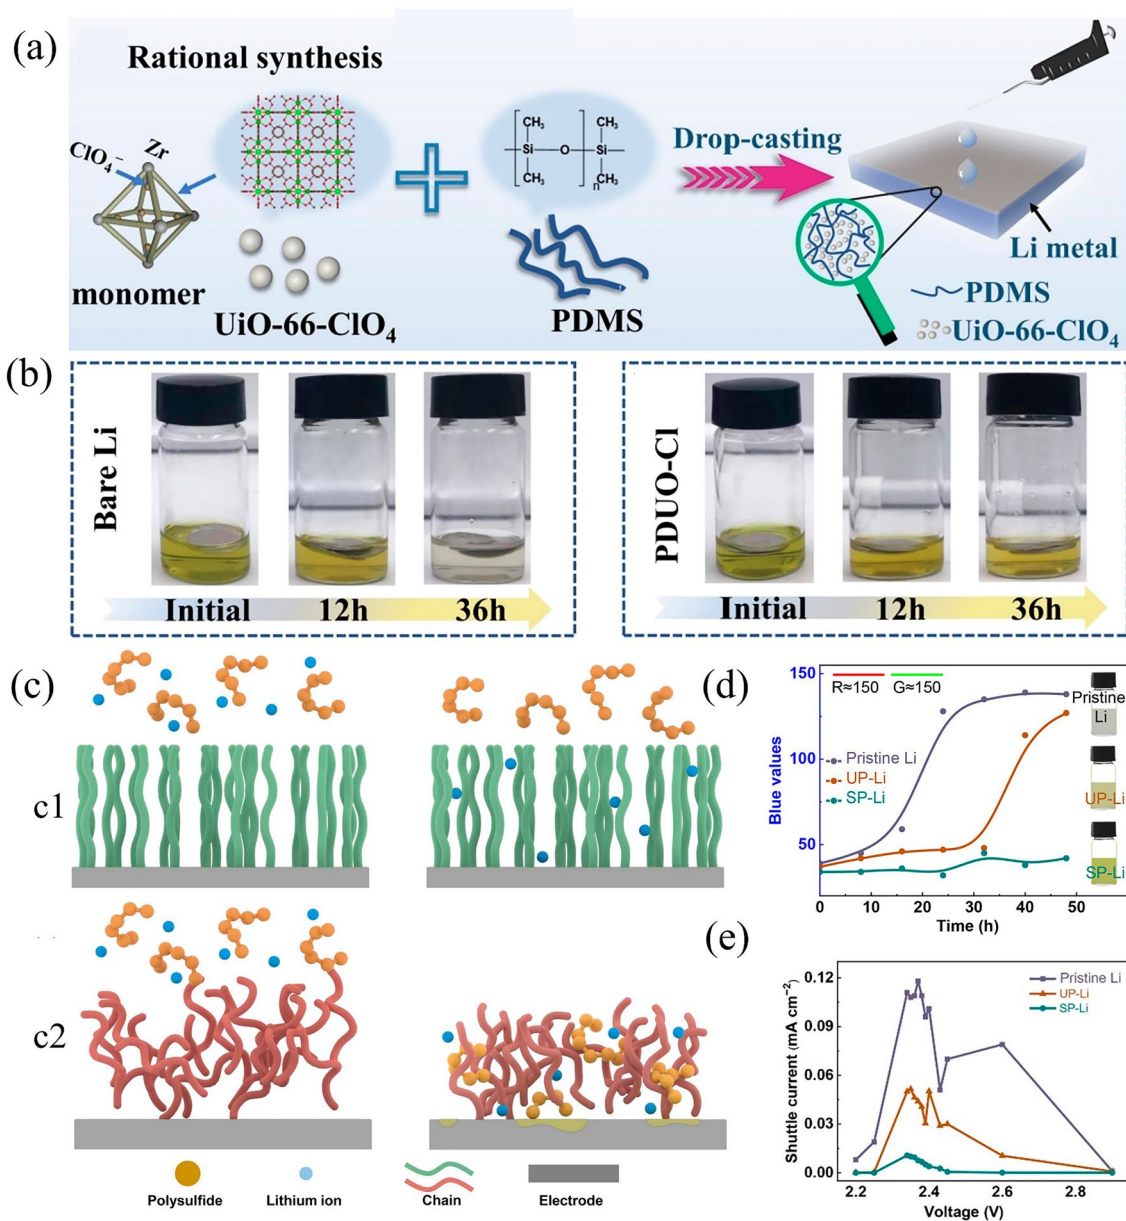 (a)
Rational synthesis
ClO₄⁻
Zr
monomer
UiO-66-ClO₄
CH₃
CH₃
Si
O
Si
n
CH₃
CH₃
PDMS
Drop-casting
Li metal
PDMS
UiO-66-ClO₄
(b)
Bare Li
Initial
12h
36h
PDUO-Cl
Initial
12h
36h
(c)
c1
c2
Polysulfide
Lithium ion
Chain
Electrode
(d)
Blue values
150
100
50
R≈150
G≈150
Pristine Li
UP-Li
SP-Li
Pristine
Li
UP-Li
SP-Li
0
10
20
30
40
50
Time (h)
(e)
Shuttle current (mA cm⁻²)
0.12
0.09
0.06
0.03
0.00
Pristine Li
UP-Li
SP-Li
2.2
2.4
2.6
2.8
Voltage (V)